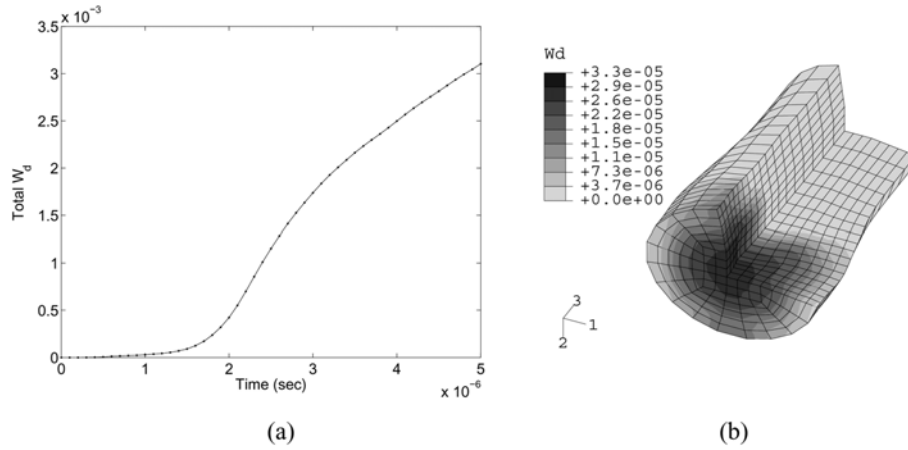 x 10⁻³
3.5
3
2.5
2
1.5
1
0.5
0
Total W_d
0
1
2
3
4
5
Time (sec)
x 10⁻⁶
(a)
Wd
+3.3e-05
+2.9e-05
+2.6e-05
+2.2e-05
+1.8e-05
+1.5e-05
+1.1e-05
+7.3e-06
+3.7e-06
+0.0e+00
3
1
2
(b)